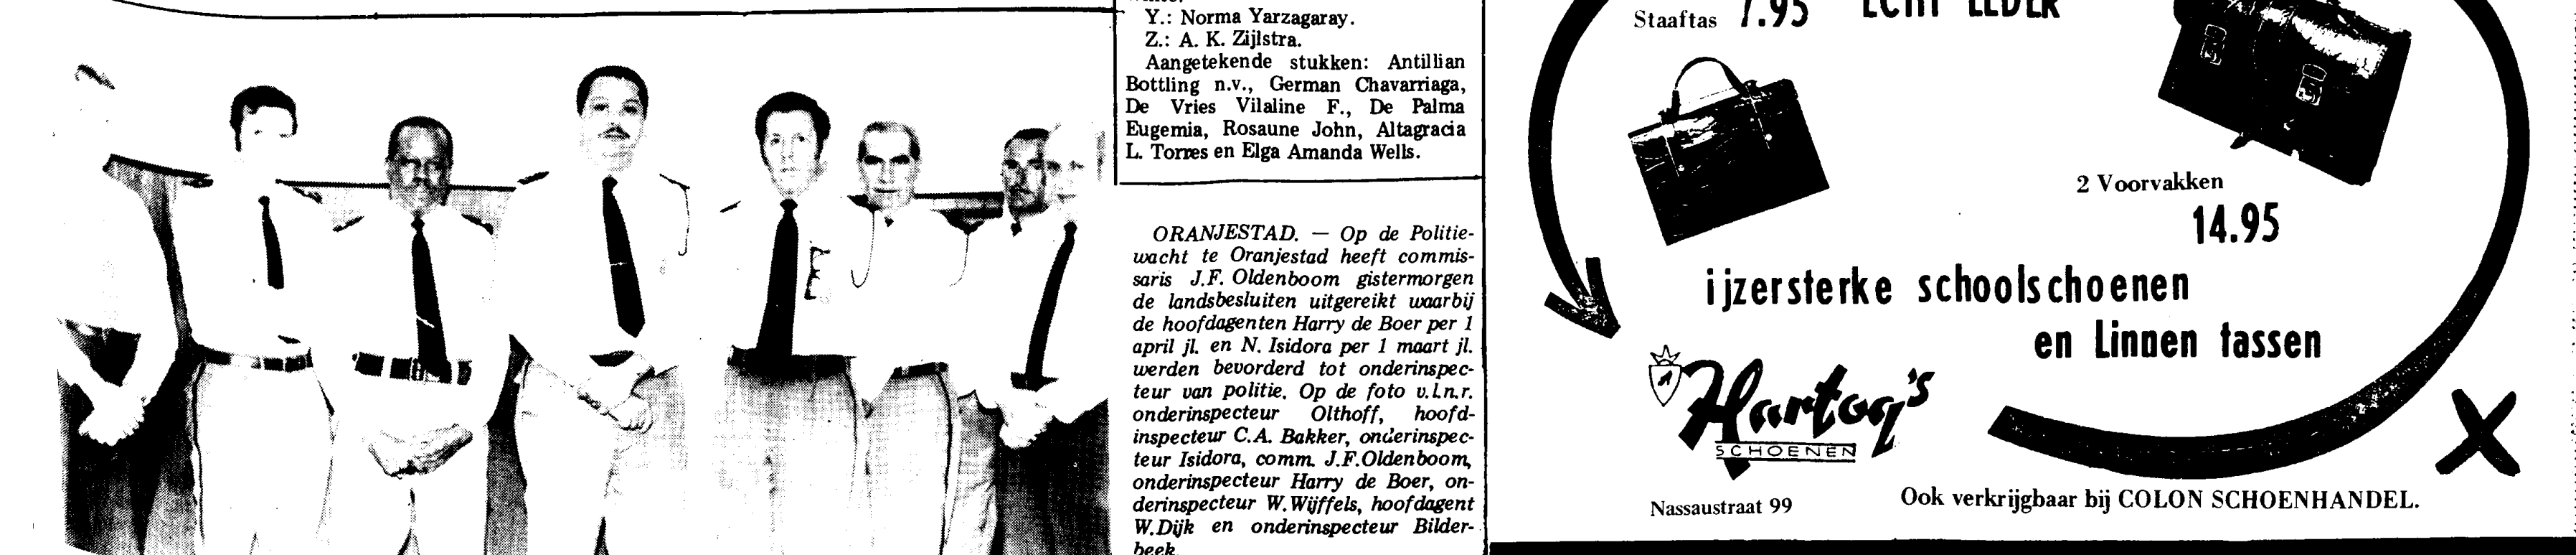 Y.: Norma Yarzagaray.
Z.: A. K. Zijlstra.
Aangetekende stukken: Antillian
Bottling n.v., German Chavarriaga,
De Vries Vilaline F., De Palma
Eugemia, Rosaune John, Altagracia
L. Torres en Elga Amanda Wells.
ORANJESTAD. — Op de Politie-
wacht te Oranjestad heeft commis-
saris J.F. Oldenboom gistermorgen
de landsbesluiten uitgereikt waarbij
de hoofdagenten Harry de Boer per 1
april jl. en N. Isidora per 1 maart jl.
werden bevorderd tot onderinspec-
teur van politie. Op de foto v.l.n.r.
onderinspecteur Olthoff, hoofd-
inspecteur C.A. Bakker, onderinspec-
teur Isidora, comm. J.F.Oldenboom,
onderinspecteur Harry de Boer, on-
derinspecteur W.Wijffels, hoofdagent
W.Dijk en onderinspecteur Bilder-
beek.
Staaftas 7.95 ECHT LEDER
2 Voorvakken
14.95
ijzersterke schoolschoenen
en Linnen tassen
Hartog's
SCHOENEN
Nassaustraat 99
Ook verkrijgbaar bij COLON SCHOENHANDEL.